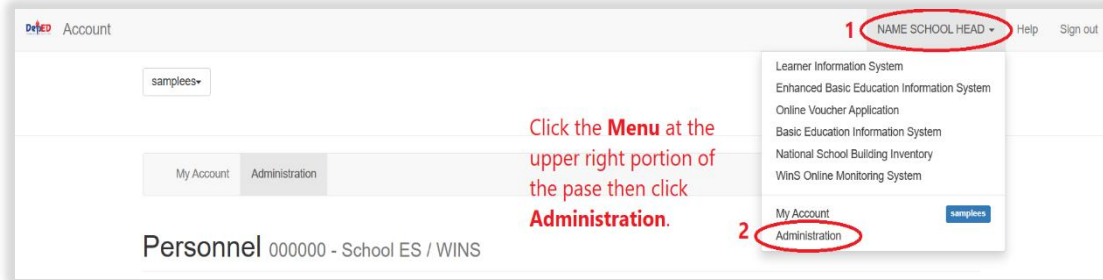 DepED Account
1 NAME SCHOOL HEAD Help Sign out
samplees
Learner Information System
Enhanced Basic Education Information System
Online Voucher Application
Basic Education Information System
National School Building Inventory
WinS Online Monitoring System
My Account samplees
2 Administration
Click the Menu at the
upper right portion of
the pase then click
Administration.
My Account Administration
Personnel 000000 - School ES / WINS